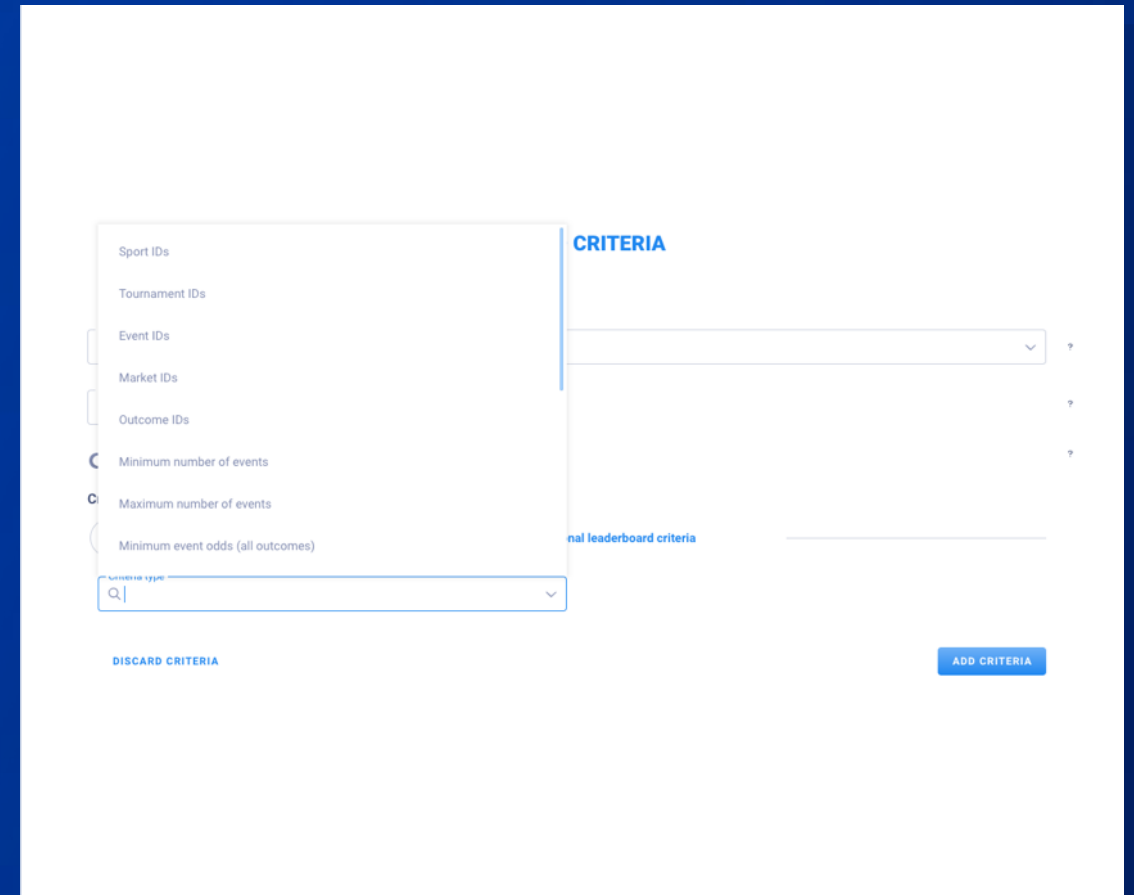 CRITERIA
Sport IDs
Tournament IDs
Event IDs
Market IDs
Outcome IDs
Minimum number of events
Maximum number of events
Minimum event odds (all outcomes)
?
?
?
leaderboard criteria
Criteria type
DISCARD CRITERIA
ADD CRITERIA